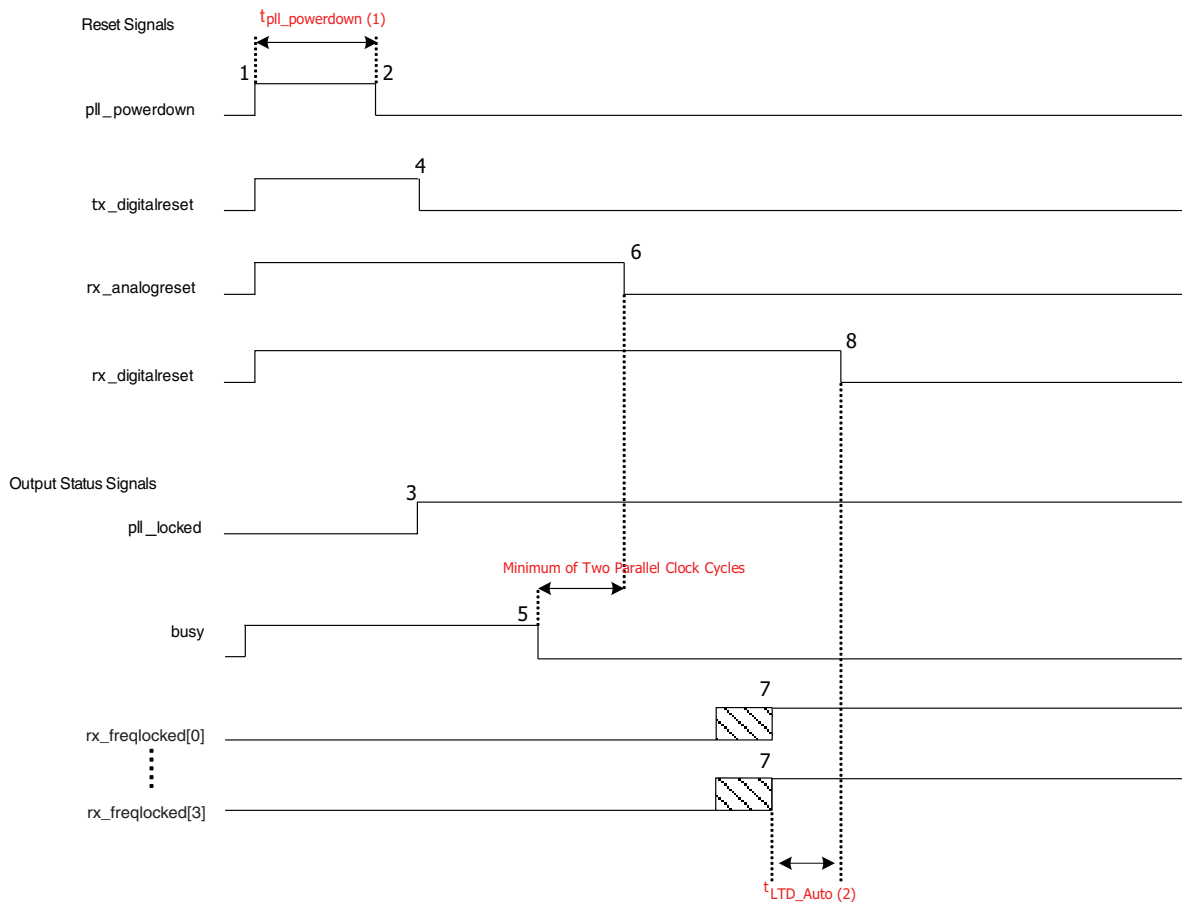 Reset Signals
tpll_powerdown (1)
1
2
pll_powerdown
4
tx_digitalreset
6
rx_analogreset
8
rx_digitalreset
Output Status Signals
3
pll_locked
Minimum of Two Parallel Clock Cycles
5
busy
7
rx_freqlocked[0]
7
rx_freqlocked[3]
tLTD_Auto (2)